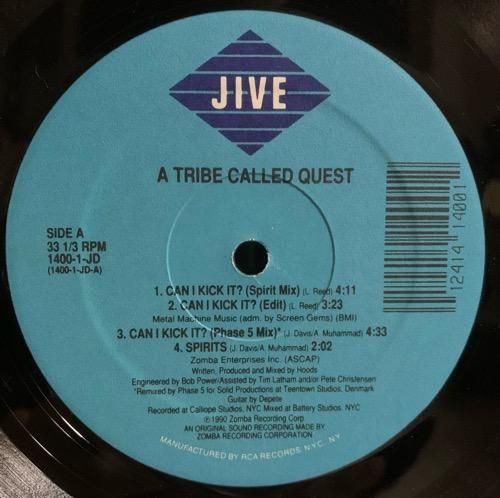 JIVE
A TRIBE CALLED QUEST
SIDE A
33 1/3 RPM
1400-1-JD
(1400-1-JD-A)
12414 14001
1. CAN I KICK IT? (Spirit Mix) (L. Reed) 4:11
2. CAN I KICK IT? (Edit) (L. Reed) 3:23
Metal Machine Music (adm. by Screen Gems) (BMI)
3. CAN I KICK IT? (Phase 5 Mix)* (J. Davis/A. Muhammad) 4:33
4. SPIRITS (J. Davis/A. Muhammad) 2:02
Zomba Enterprises Inc. (ASCAP)
Written, Produced and Mixed by Hoods
Engineered by Bob Power/Assisted by Tim Latham and/or Pete Christensen
*Remixed by Phase 5 for Solid Productions at Teentown Studios, Denmark
Guitar by Depete
Recorded at Calliope Studios, NYC Mixed at Battery Studios, NYC
℗1990 Zomba Recording Corp.
AN ORIGINAL SOUND RECORDING MADE BY
ZOMBA RECORDING CORPORATION
MANUFACTURED BY RCA RECORDS, NYC, NY